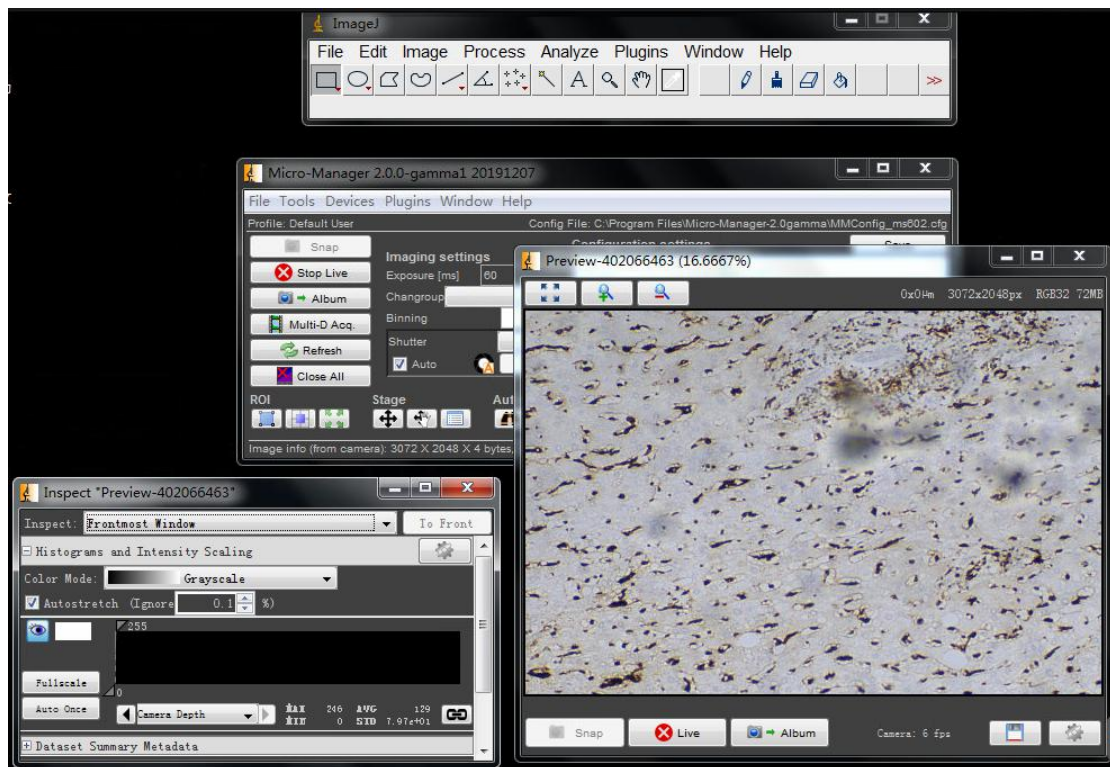 ImageJ
File Edit Image Process Analyze Plugins Window Help
A
>>
Micro-Manager 2.0.0-gamma1 20191207
File Tools Devices Plugins Window Help
Profile: Default User
Config File: C:\Program Files\Micro-Manager-2.0gamma\MMConfig_ms602.cfg
Snap
Stop Live
Album
Multi-D Acq.
Refresh
Close All
Imaging settings
Exposure [ms] 60
Changroup
Binning
Shutter
Auto
ROI
Stage
Image info (from camera): 3072 X 2048 X 4 bytes,
Preview-402066463 (16.6667%)
0x0µm 3072x2048px RGB32 72MB
Snap
Live
Album
Camera: 6 fps
Inspect "Preview-402066463"
Inspect: Frontmost Window
To Front
Histograms and Intensity Scaling
Color Mode: Grayscale
Autostretch (Ignore 0.1 %)
255
0
Fullscale
Auto Once
Camera Depth
MAX 246 AVG 129
MIN 0 STD 7.97e+01
Dataset Summary Metadata